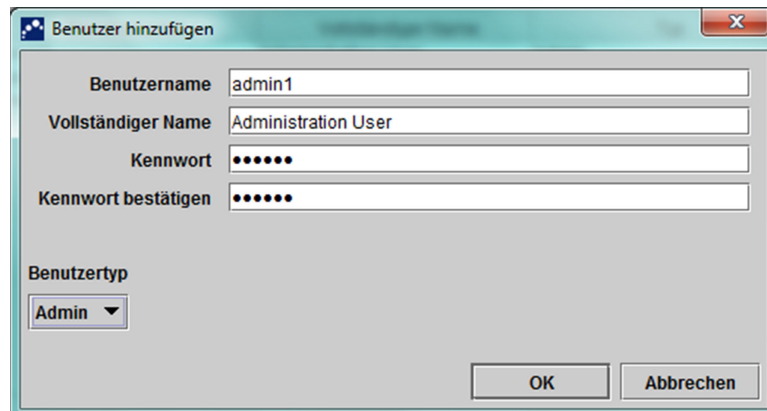 Benutzer hinzufügen
Benutzername admin1
Vollständiger Name Administration User
Kennwort ••••••
Kennwort bestätigen ••••••
Benutzertyp
Admin
OK Abbrechen